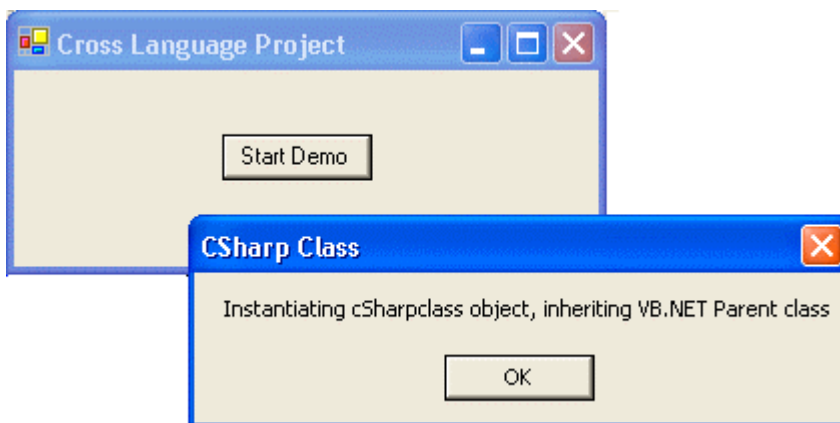 Cross Language Project
Start Demo
CSharp Class
Instantiating cSharpclass object, inheriting VB.NET Parent class
OK